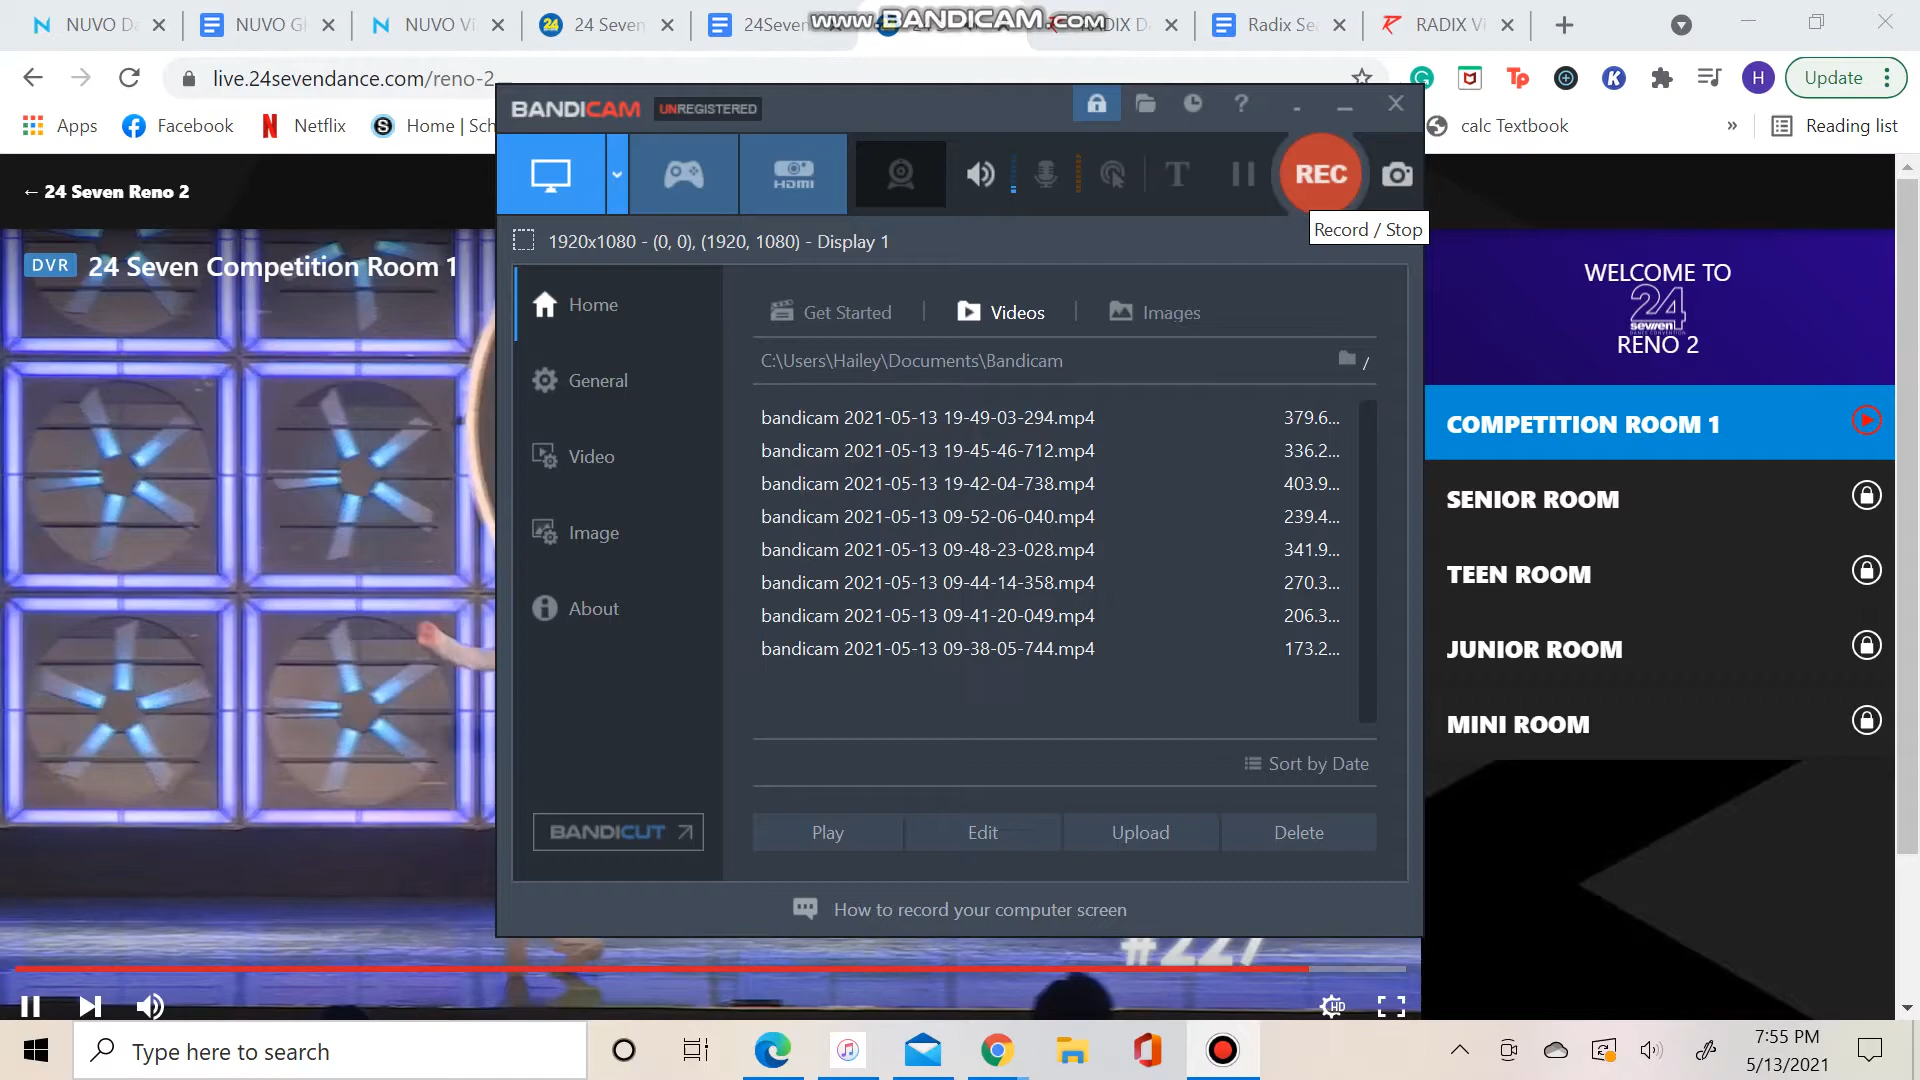 NUVO Da
NUVO Gl
NUVO Vi
24 Seven
24Seven
www.BANDICAM.com
RADIX D
Radix Se
RADIX Vi
live.24sevendance.com/reno-2
H
Update
Apps
Facebook
Netflix
Home | Sch
calc Textbook
»
Reading list
← 24 Seven Reno 2
DVR
24 Seven Competition Room 1
BANDICAM
UNREGISTERED
HDMI
REC
Record / Stop
1920x1080 - (0, 0), (1920, 1080) - Display 1
Home
General
Video
Image
About
BANDICUT
Get Started
Videos
Images
C:\Users\Hailey\Documents\Bandicam
/
bandicam 2021-05-13 19-49-03-294.mp4 379.6...
bandicam 2021-05-13 19-45-46-712.mp4 336.2...
bandicam 2021-05-13 19-42-04-738.mp4 403.9...
bandicam 2021-05-13 09-52-06-040.mp4 239.4...
bandicam 2021-05-13 09-48-23-028.mp4 341.9...
bandicam 2021-05-13 09-44-14-358.mp4 270.3...
bandicam 2021-05-13 09-41-20-049.mp4 206.3...
bandicam 2021-05-13 09-38-05-744.mp4 173.2...
Sort by Date
Play
Edit
Upload
Delete
How to record your computer screen
#227
HD
WELCOME TO
24
seven
DANCE CONVENTION
RENO 2
COMPETITION ROOM 1
SENIOR ROOM
TEEN ROOM
JUNIOR ROOM
MINI ROOM
Type here to search
7:55 PM
5/13/2021